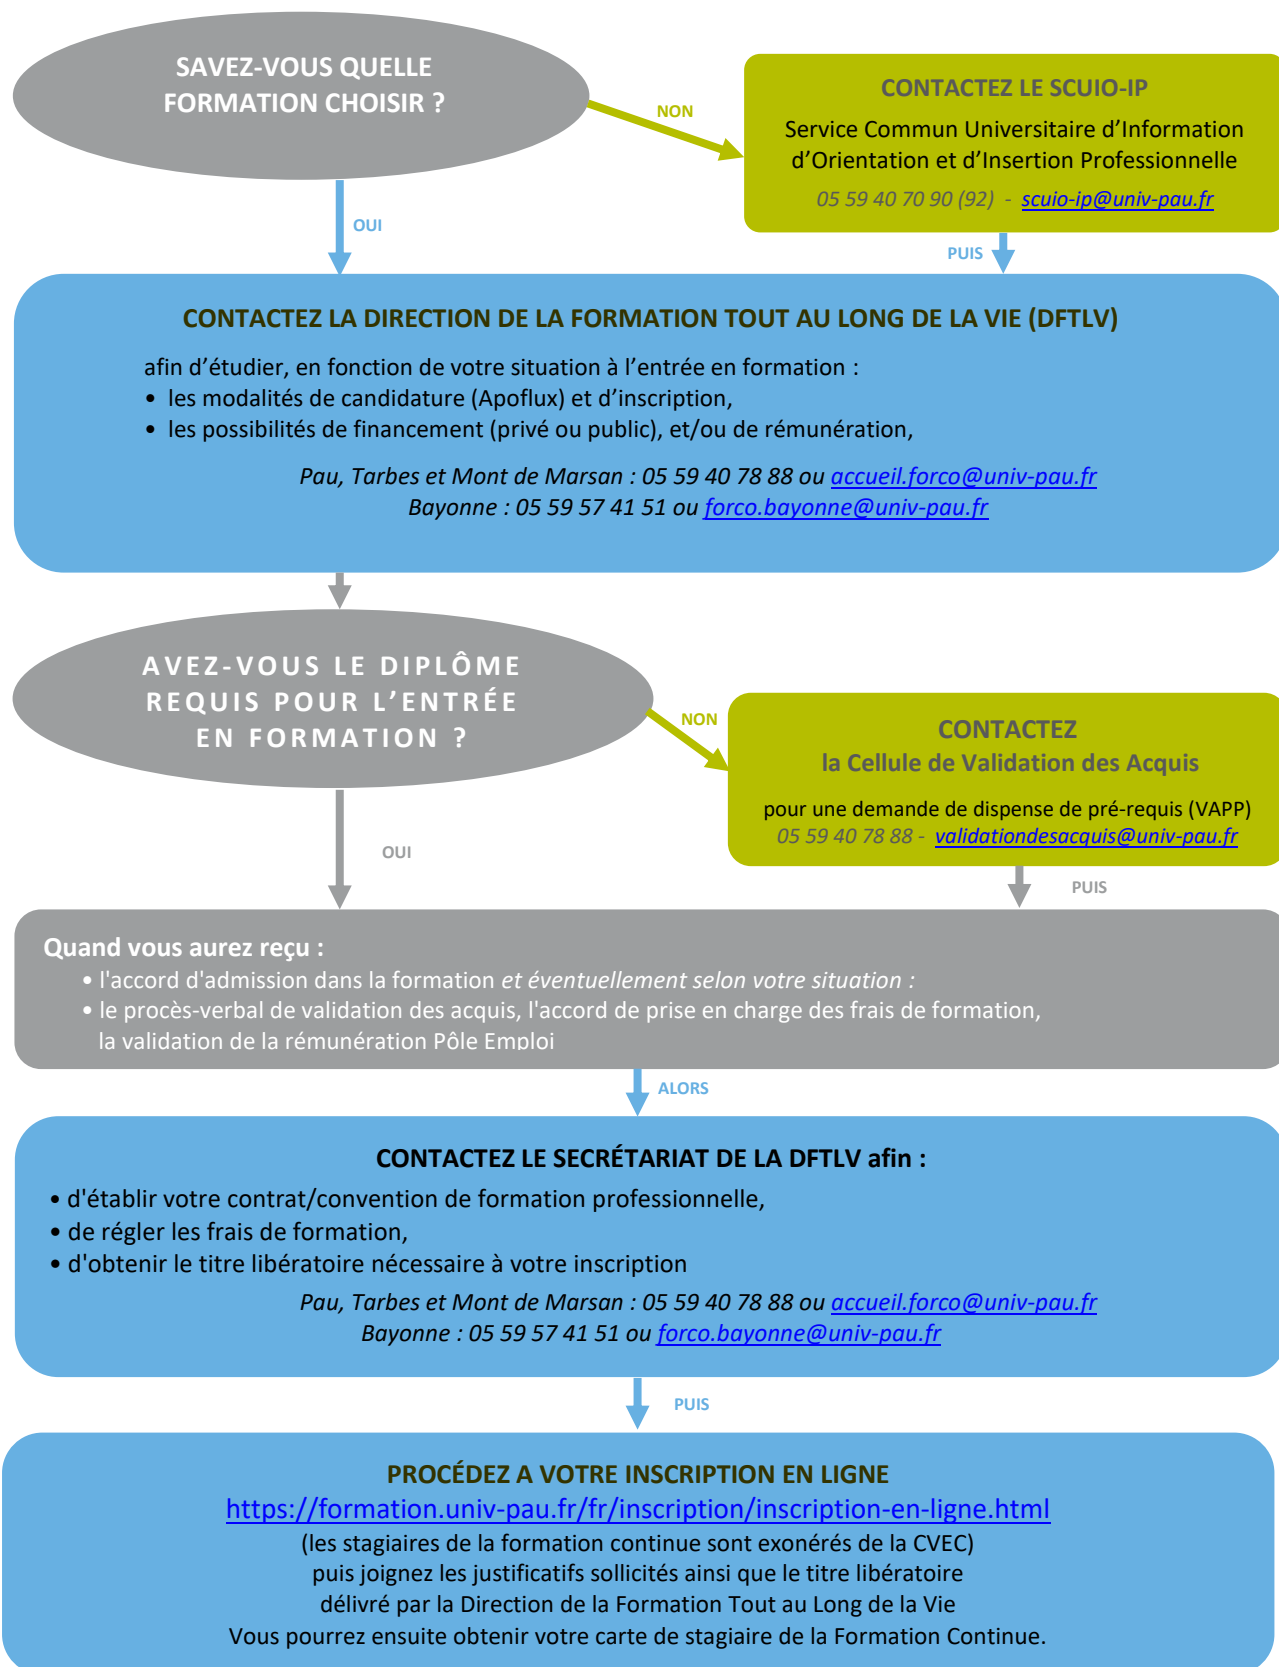 SAVEZ-VOUS QUELLE
FORMATION CHOISIR ?
NON
CONTACTEZ LE SCUIO-IP
Service Commun Universitaire d’Information
d’Orientation et d’Insertion Professionnelle
05 59 40 70 90 (92) - scuio-ip@univ-pau.fr
OUI
PUIS
CONTACTEZ LA DIRECTION DE LA FORMATION TOUT AU LONG DE LA VIE (DFTLV)
afin d’étudier, en fonction de votre situation à l’entrée en formation :
• les modalités de candidature (Apoflux) et d’inscription,
• les possibilités de financement (privé ou public), et/ou de rémunération,
Pau, Tarbes et Mont de Marsan : 05 59 40 78 88 ou accueil.forco@univ-pau.fr
Bayonne : 05 59 57 41 51 ou forco.bayonne@univ-pau.fr
AVEZ-VOUS LE DIPLÔME
REQUIS POUR L’ENTRÉE
EN FORMATION ?
NON
CONTACTEZ
la Cellule de Validation des Acquis
pour une demande de dispense de pré-requis (VAPP)
05 59 40 78 88 - validationdesacquis@univ-pau.fr
OUI
PUIS
Quand vous aurez reçu :
• l'accord d'admission dans la formation et éventuellement selon votre situation :
• le procès-verbal de validation des acquis, l'accord de prise en charge des frais de formation,
la validation de la rémunération Pôle Emploi
ALORS
CONTACTEZ LE SECRÉTARIAT DE LA DFTLV afin :
• d'établir votre contrat/convention de formation professionnelle,
• de régler les frais de formation,
• d'obtenir le titre libératoire nécessaire à votre inscription
Pau, Tarbes et Mont de Marsan : 05 59 40 78 88 ou accueil.forco@univ-pau.fr
Bayonne : 05 59 57 41 51 ou forco.bayonne@univ-pau.fr
PUIS
PROCÉDEZ A VOTRE INSCRIPTION EN LIGNE
https://formation.univ-pau.fr/fr/inscription/inscription-en-ligne.html
(les stagiaires de la formation continue sont exonérés de la CVEC)
puis joignez les justificatifs sollicités ainsi que le titre libératoire
délivré par la Direction de la Formation Tout au Long de la Vie
Vous pourrez ensuite obtenir votre carte de stagiaire de la Formation Continue.